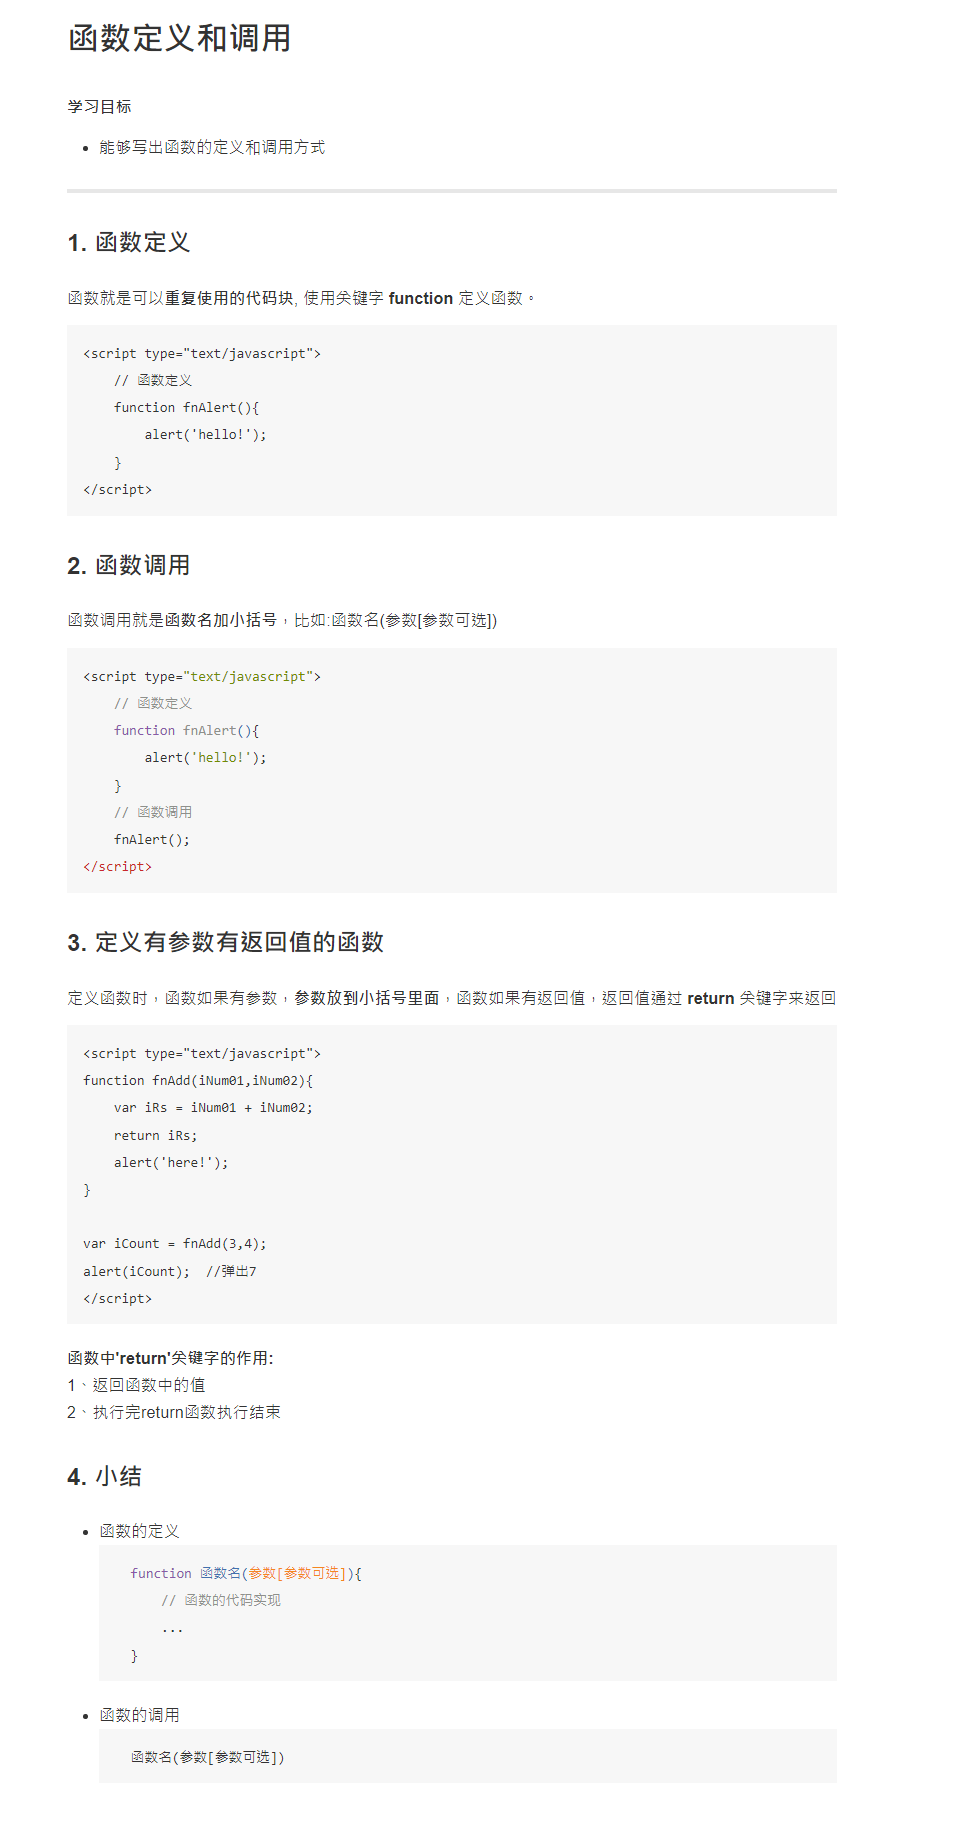 函数定义和调用
学习目标
• 能够写出函数的定义和调用方式
1. 函数定义
函数就是可以重复使用的代码块, 使用关键字 function 定义函数。
<script type="text/javascript">
    // 函数定义
    function fnAlert(){
        alert('hello!');
    }
</script>
2. 函数调用
函数调用就是函数名加小括号，比如:函数名(参数[参数可选])
<script type="text/javascript">
    // 函数定义
    function fnAlert(){
        alert('hello!');
    }
    // 函数调用
    fnAlert();
</script>
3. 定义有参数有返回值的函数
定义函数时，函数如果有参数，参数放到小括号里面，函数如果有返回值，返回值通过 return 关键字来返回
<script type="text/javascript">
function fnAdd(iNum01,iNum02){
    var iRs = iNum01 + iNum02;
    return iRs;
    alert('here!');
}
var iCount = fnAdd(3,4);
alert(iCount);  //弹出7
</script>
函数中'return'关键字的作用:
1、返回函数中的值
2、执行完return函数执行结束
4. 小结
• 函数的定义
function 函数名(参数[参数可选]){
    // 函数的代码实现
    ...
}
• 函数的调用
函数名(参数[参数可选])